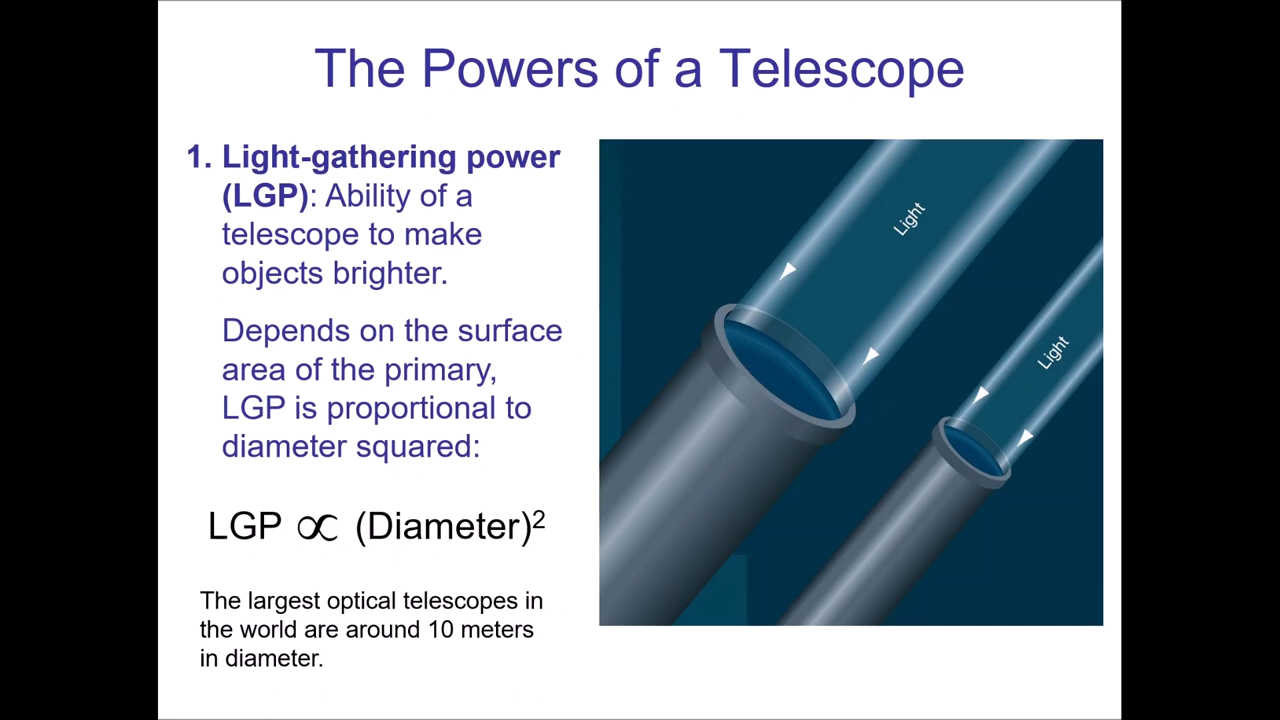 The Powers of a Telescope
1. Light-gathering power
(LGP): Ability of a
telescope to make
objects brighter.
Depends on the surface
area of the primary,
LGP is proportional to
diameter squared:
LGP ∝ (Diameter)²
The largest optical telescopes in
the world are around 10 meters
in diameter.
Light
Light